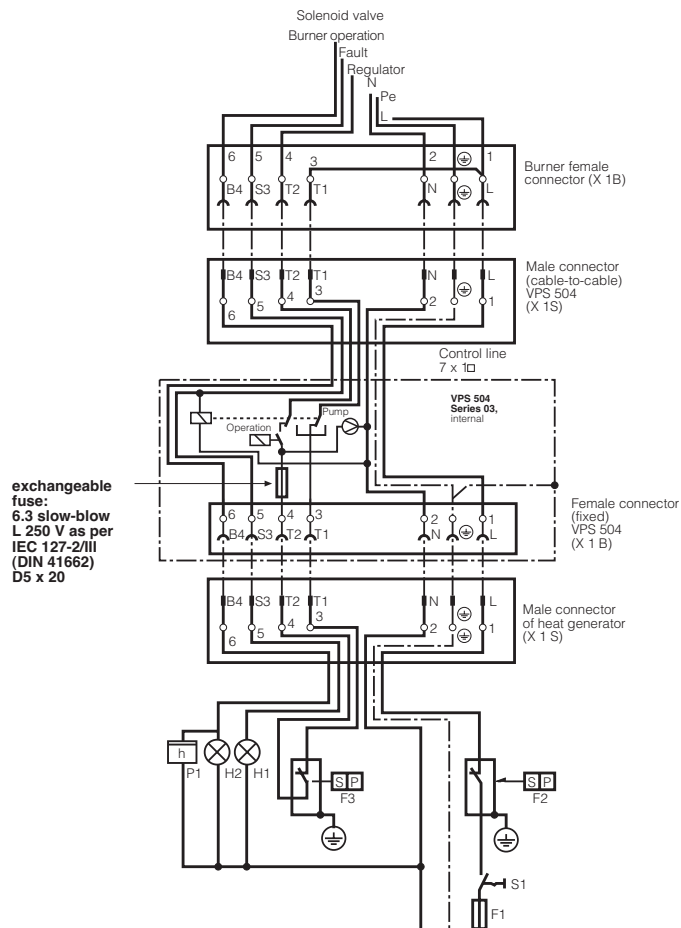 Solenoid valve
Burner operation
Fault
Regulator
N
Pe
L
6 5 4 3 2 1
B4 S3 T2 T1 N L
Burner female
connector (X 1B)
B4 S3 T2 T1 N L
6 5 4 3 2 1
Male connector
(cable-to-cable)
VPS 504
(X 1S)
Control line
7 x 1□
VPS 504
Series 03,
internal
Pump
Operation
exchangeable
fuse:
6.3 slow-blow
L 250 V as per
IEC 127-2/III
(DIN 41662)
D5 x 20
6 5 4 3 2 1
B4 S3 T2 T1 N L
Female connector
(fixed)
VPS 504
(X 1 B)
B4 S3 T2 T1 N L
6 5 4 3 2 1
Male connector
of heat generator
(X 1 S)
h
P1 H2 H1
S P
F3
S P
F2
S1
F1